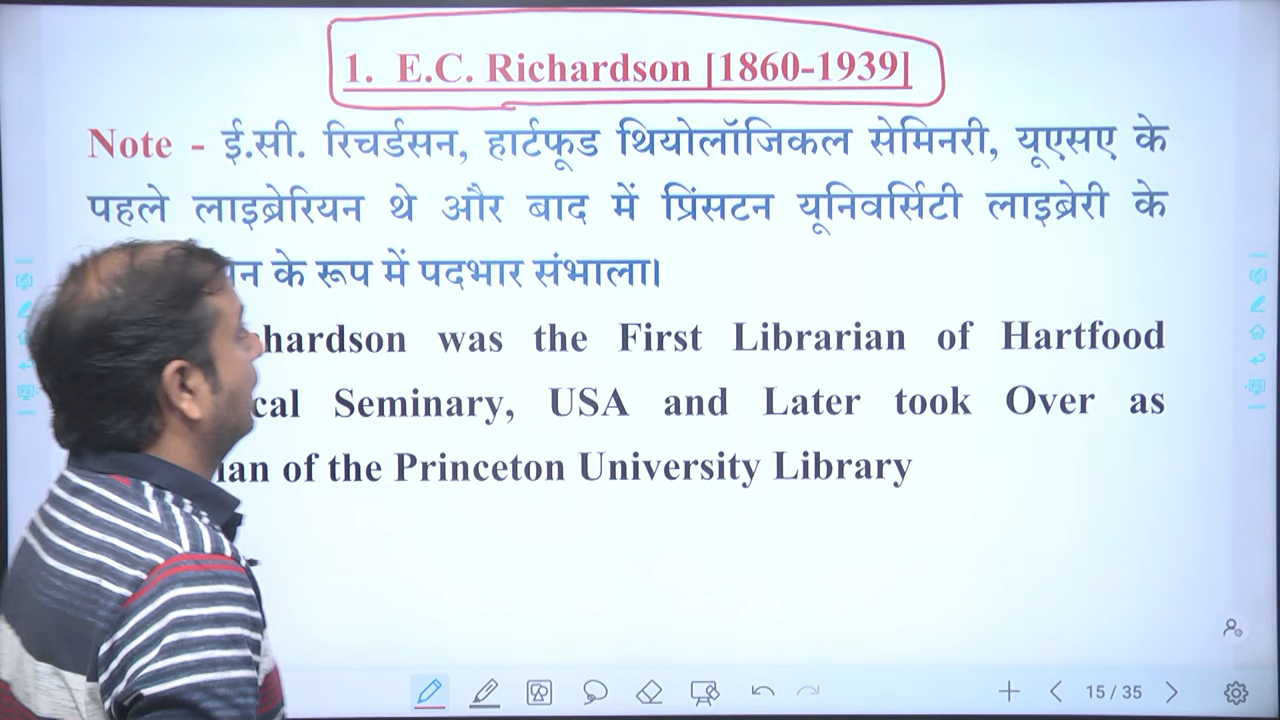 1. E.C. Richardson [1860-1939]
Note - ई.सी. रिचर्डसन, हार्टफूड थियोलॉजिकल सेमिनरी, यूएसए के
पहले लाइब्रेरियन थे और बाद में प्रिंसटन यूनिवर्सिटी लाइब्रेरी के
के रूप में पदभार संभाला।
hardson was the First Librarian of Hartfood
cal Seminary, USA and Later took Over as
ian of the Princeton University Library
15 / 35